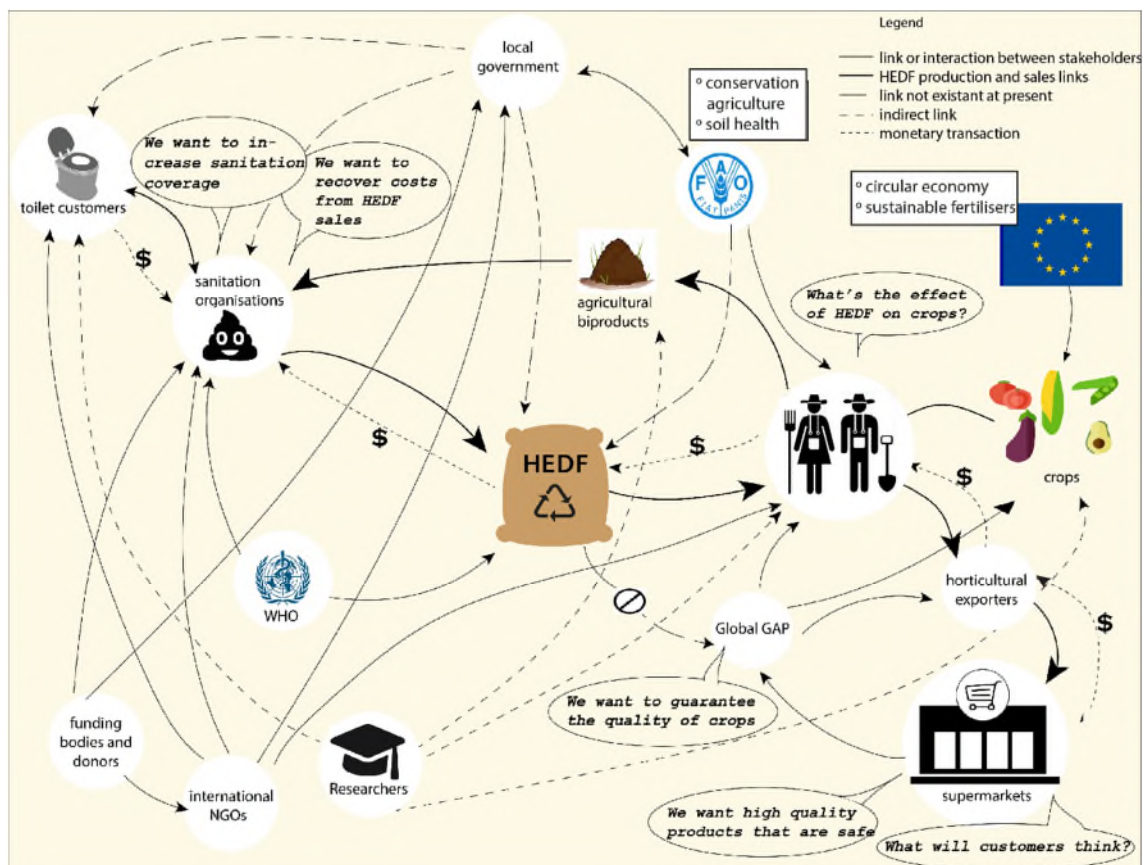 Legend
link or interaction between stakeholders
HEDF production and sales links
link not existant at present
indirect link
monetary transaction
local
government
° conservation
agriculture
° soil health
F A O
FIAT PANIS
° circular economy
° sustainable fertilisers
toilet customers
We want to in-
crease sanitation
coverage
We want to
recover costs
from HEDF
sales
$
sanitation
organisations
agricultural
biproducts
What's the effect
of HEDF on crops?
$
HEDF
$
$
crops
WHO
horticultural
exporters
Global GAP
$
We want to guarantee
the quality of crops
funding
bodies and
donors
international
NGOs
Researchers
supermarkets
We want high quality
products that are safe
What will customers think?